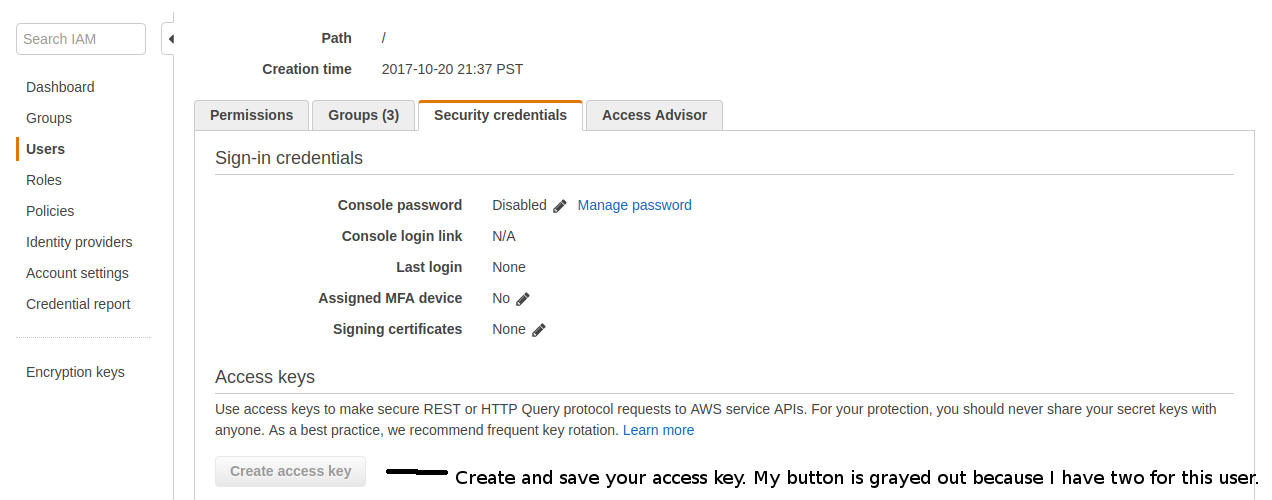 Search IAM
Dashboard
Groups
Users
Roles
Policies
Identity providers
Account settings
Credential report
Encryption keys
Path /
Creation time 2017-10-20 21:37 PST
Permissions Groups (3) Security credentials Access Advisor
Sign-in credentials
Console password Disabled Manage password
Console login link N/A
Last login None
Assigned MFA device No
Signing certificates None
Access keys
Use access keys to make secure REST or HTTP Query protocol requests to AWS service APIs. For your protection, you should never share your secret keys with
anyone. As a best practice, we recommend frequent key rotation. Learn more
Create access key Create and save your access key. My button is grayed out because I have two for this user.